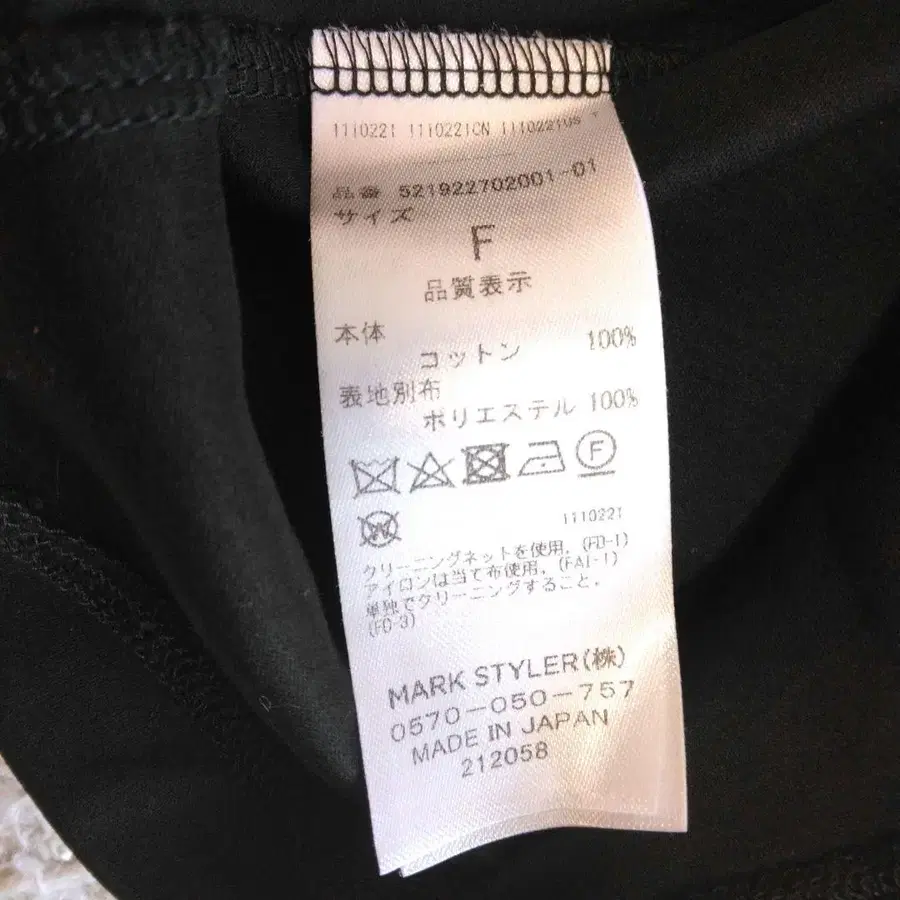 1110221 1110221CN 1110221US
品番 521922702001-01
サイズ
F
品質表示
本体
コットン 100%
表地別布
ポリエステル 100%
F
W
1110221
クリーニングネットを使用。(FD-1)
アイロンは当て布使用。(FAI-1)
単独でクリーニングすること。
(FO-3)
MARK STYLER(株)
0570-050-757
MADE IN JAPAN
212058